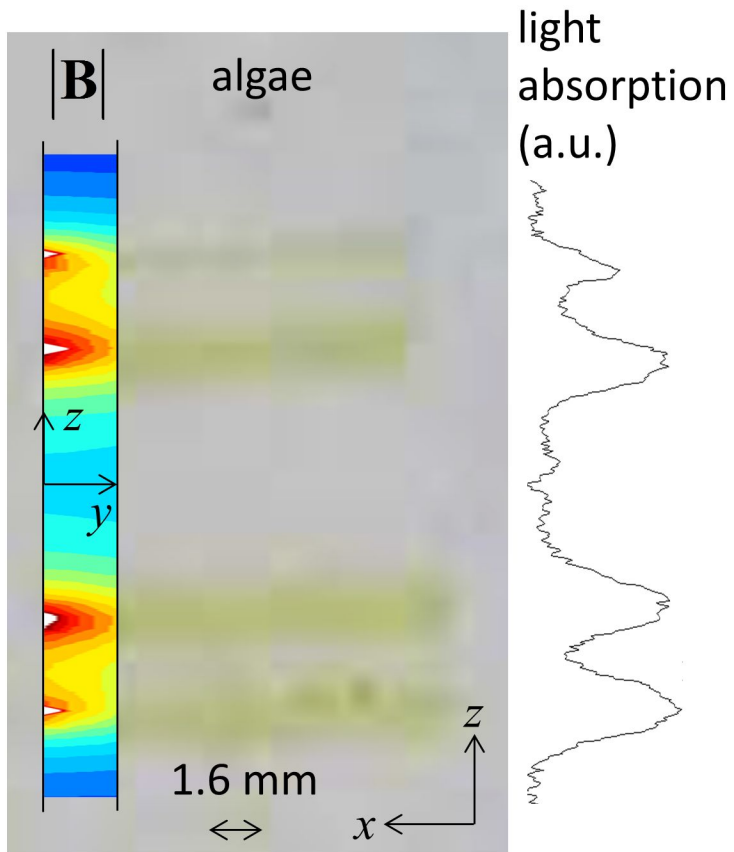 |B|
algae
light
absorption
(a.u.)
z
y
1.6 mm
z
x